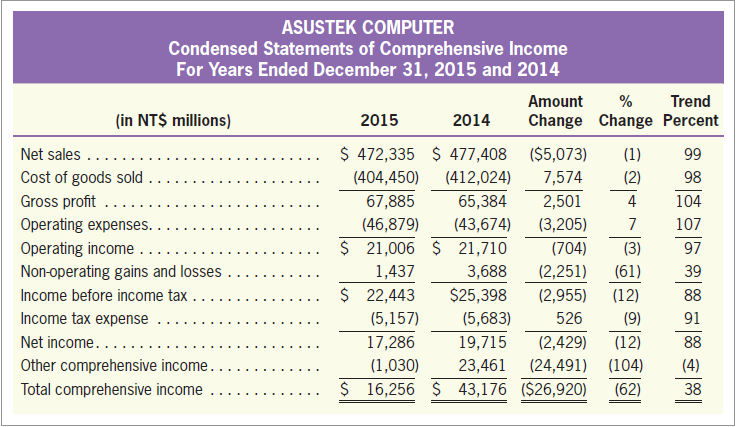 ASUSTEK COMPUTER
Condensed Statements of Comprehensive Income
For Years Ended December 31, 2015 and 2014
(in NT$ millions) 2015 2014 Amount Change % Change Trend Percent
Net sales . . . . . . . . . . . . . . . . . . . . . . . . . . . $ 472,335 $ 477,408 ($5,073) (1) 99
Cost of goods sold . . . . . . . . . . . . . . . . . . . . (404,450) (412,024) 7,574 (2) 98
Gross profit . . . . . . . . . . . . . . . . . . . . . . . . . 67,885 65,384 2,501 4 104
Operating expenses. . . . . . . . . . . . . . . . . . . . (46,879) (43,674) (3,205) 7 107
Operating income . . . . . . . . . . . . . . . . . . . . . $ 21,006 $ 21,710 (704) (3) 97
Non-operating gains and losses . . . . . . . . . . . 1,437 3,688 (2,251) (61) 39
Income before income tax . . . . . . . . . . . . . . . $ 22,443 $25,398 (2,955) (12) 88
Income tax expense . . . . . . . . . . . . . . . . . . . (5,157) (5,683) 526 (9) 91
Net income. . . . . . . . . . . . . . . . . . . . . . . . . . 17,286 19,715 (2,429) (12) 88
Other comprehensive income. . . . . . . . . . . . . (1,030) 23,461 (24,491) (104) (4)
Total comprehensive income . . . . . . . . . . . . . $ 16,256 $ 43,176 ($26,920) (62) 38